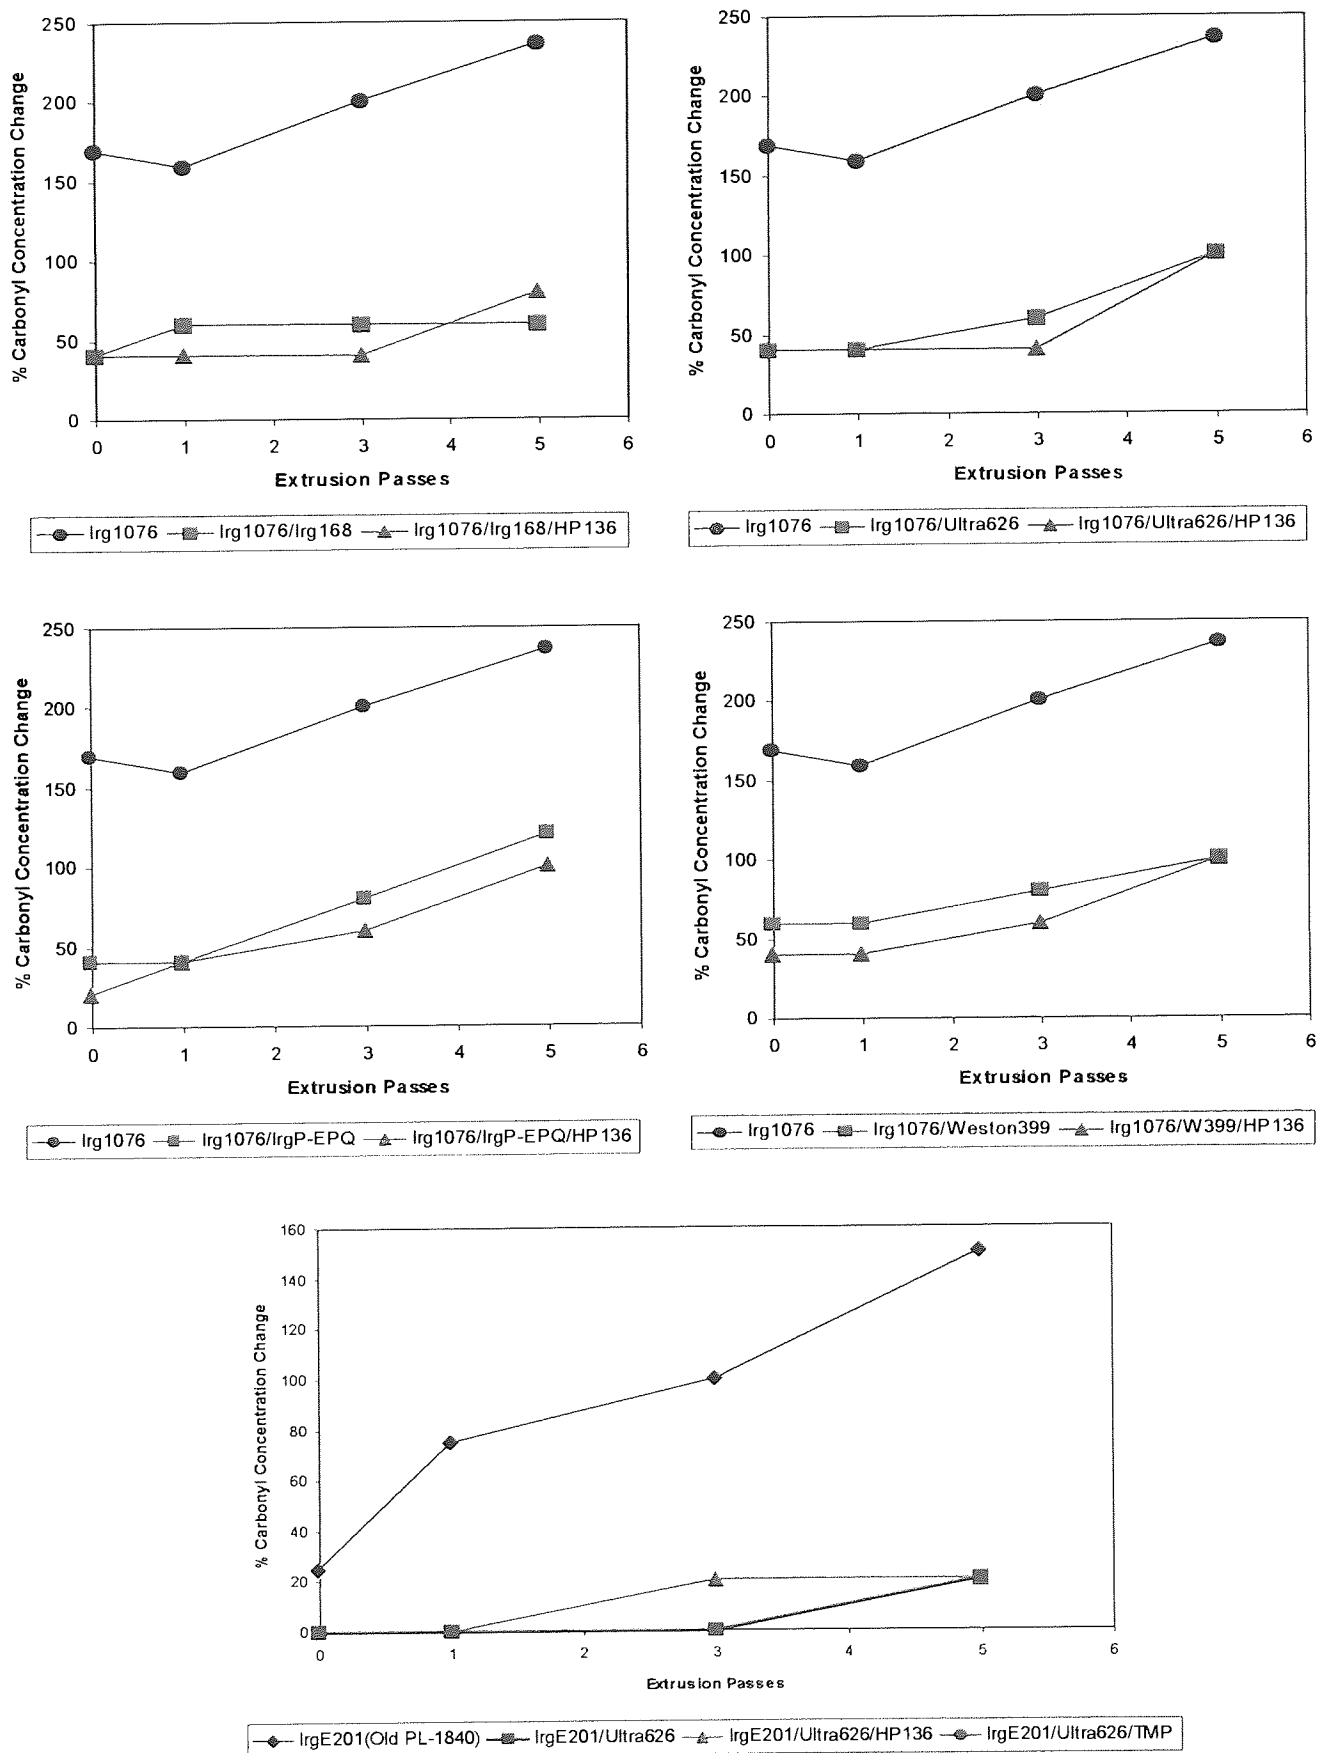 250
200
150
100
50
0
0 1 2 3 4 5 6
% Carbonyl Concentration Change
Extrusion Passes
Irg1076 Irg1076/Irg168 Irg1076/Irg168/HP136
250
200
150
100
50
0
0 1 2 3 4 5 6
% Carbonyl Concentration Change
Extrusion Passes
Irg1076 Irg1076/Ultra626 Irg1076/Ultra626/HP136
250
200
150
100
50
0
0 1 2 3 4 5 6
% Carbonyl Concentration Change
Extrusion Passes
Irg1076 Irg1076/IrgP-EPQ Irg1076/IrgP-EPQ/HP136
250
200
150
100
50
0
0 1 2 3 4 5 6
% Carbonyl Concentration Change
Extrusion Passes
Irg1076 Irg1076/Weston399 Irg1076/W399/HP136
160
140
120
100
80
60
40
20
0
0 1 2 3 4 5 6
% Carbonyl Concentration Change
Extrusion Passes
IrgE201(Old PL-1840) IrgE201/Ultra626 IrgE201/Ultra626/HP136 IrgE201/Ultra626/TMP